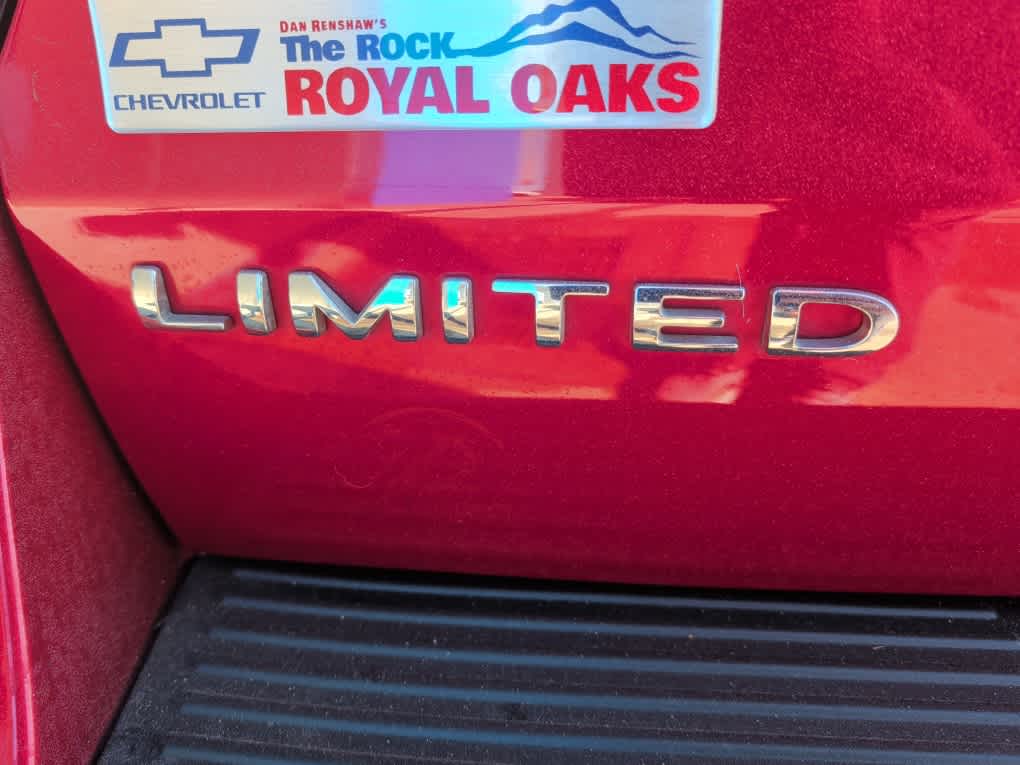 DAN RENSHAW'S
The ROCK
CHEVROLET
ROYAL OAKS
LIMITED